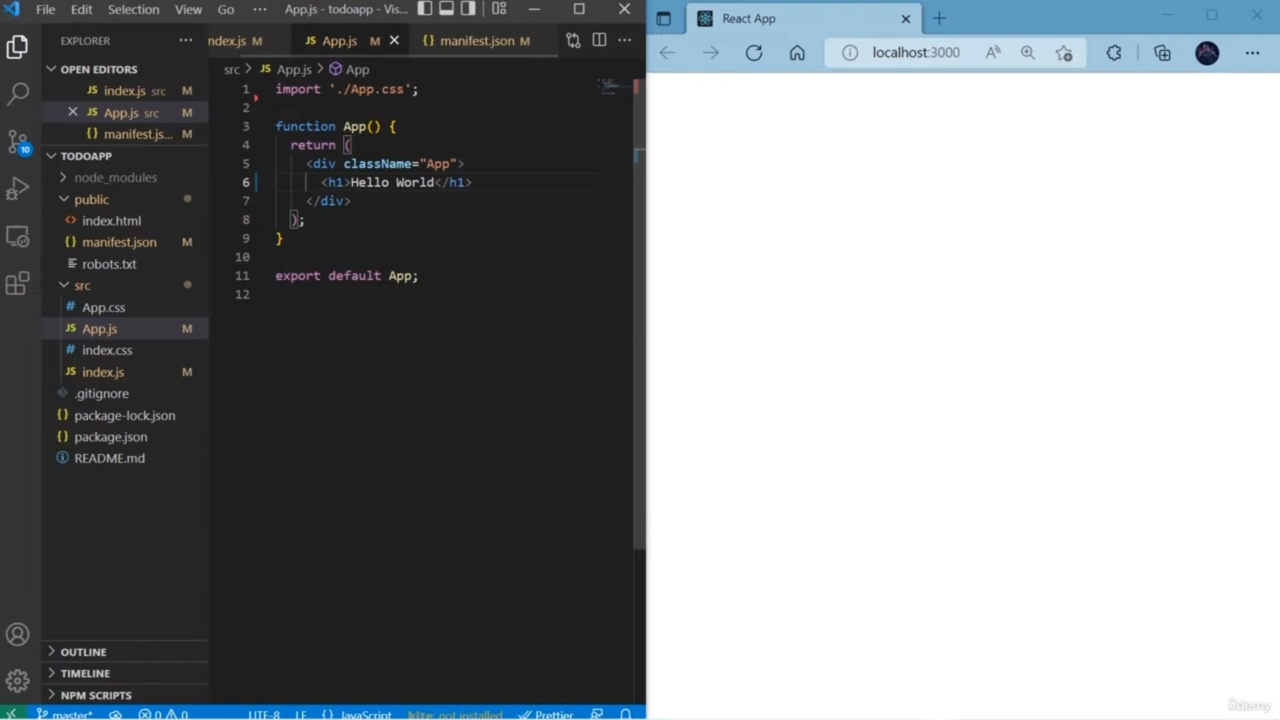 File Edit Selection View Go ··· App.js - todoapp - Vis...
EXPLORER ···
OPEN EDITORS
index.js src M
App.js src M
manifest.js... M
TODOAPP
node_modules
public
index.html
manifest.json M
robots.txt
src
App.css
App.js M
index.css
index.js M
.gitignore
package-lock.json
package.json
README.md
OUTLINE
TIMELINE
NPM SCRIPTS
10
ndex.js M JS App.js M manifest.json M ···
src > JS App.js > App
1 import './App.css';
2
3 function App() {
4 return (
5 <div className="App">
6 <h1>Hello World</h1>
7 </div>
8 );
9 }
10
11 export default App;
12
master* 0 0 UTF-8 LF {} JavaScript kite: not installed Prettier
React App
localhost:3000 ···
ûdemy